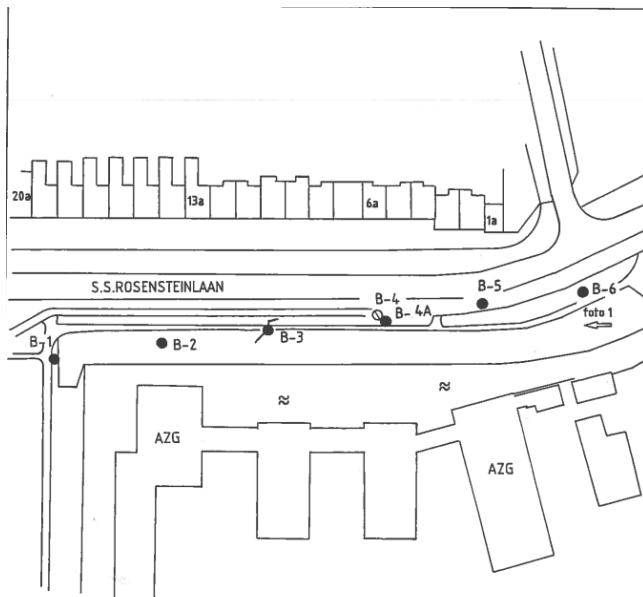 20a
13a
6a
1a
S.S.ROSENSTEINLAAN
B-4
B-5
B-6
B-4A
foto 1
B-1
B-2
B-3
AZG
AZG